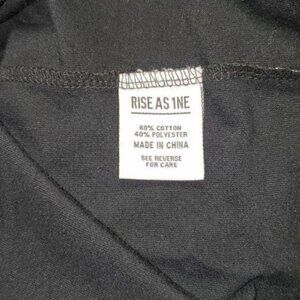 RISE AS 1NE
60% COTTON
40% POLYESTER
MADE IN CHINA
SEE REVERSE
FOR CARE